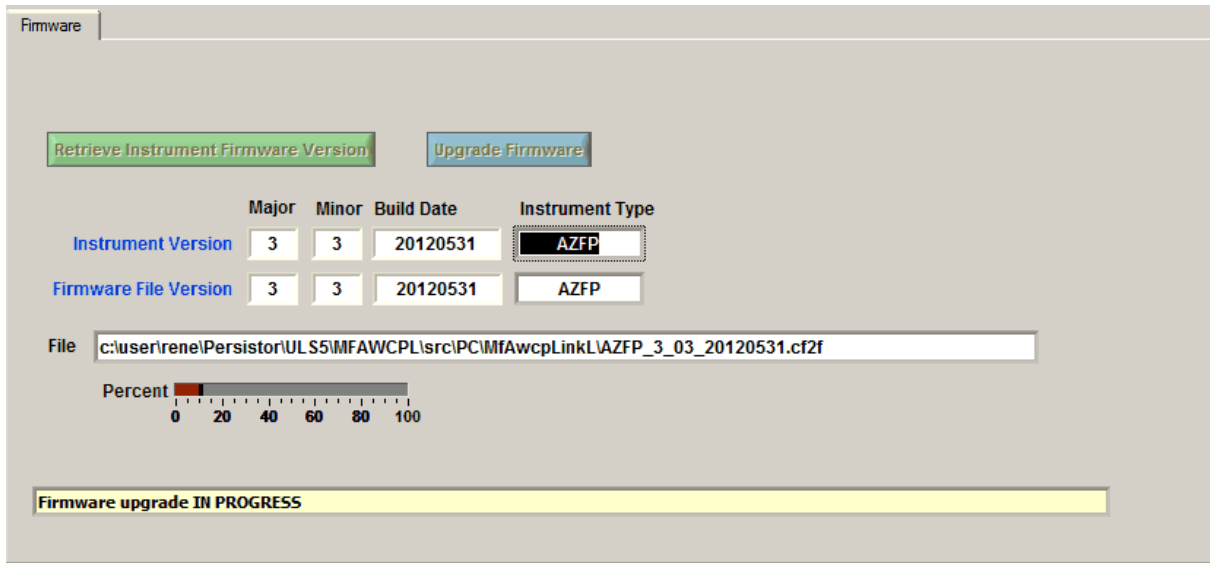 Firmware
Retrieve Instrument Firmware Version Upgrade Firmware
Major Minor Build Date Instrument Type
Instrument Version 3 3 20120531 AZFP
Firmware File Version 3 3 20120531 AZFP
File c:\user\rene\Persistor\ULS5\MFAWCPL\src\PC\MfAwcpLinkL\AZFP_3_03_20120531.cf2f
Percent
0 20 40 60 80 100
Firmware upgrade IN PROGRESS